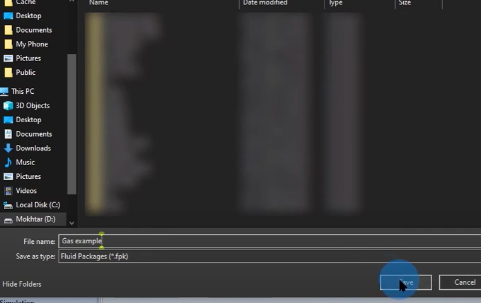 Name Date modified Type Size
Cache
Desktop
Documents
My Phone
Pictures
Public
This PC
3D Objects
Desktop
Documents
Downloads
Music
Pictures
Videos
Local Disk (C:)
Mokhtar (D:)
File name: Gas example
Save as type: Fluid Packages (*.fpk)
Hide Folders
Save Cancel
Simulation